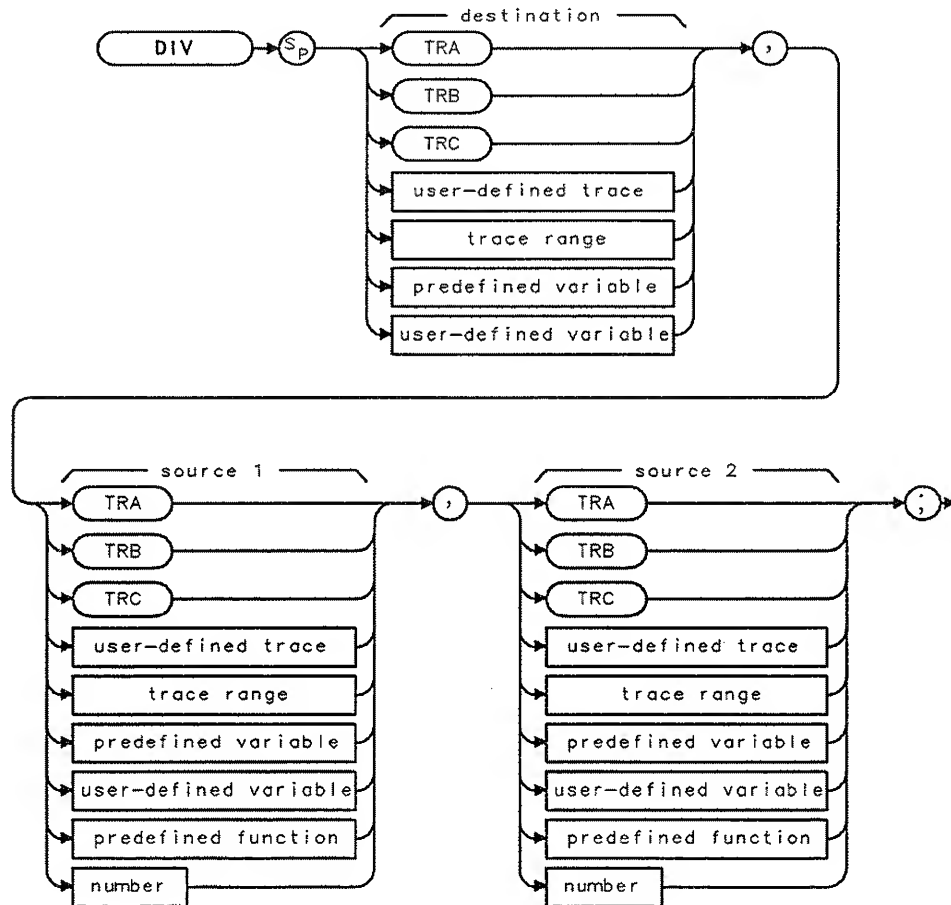 destination
DIV
SP
TRA
,
TRB
TRC
user-defined trace
trace range
predefined variable
user-defined variable
source 1
TRA
,
TRB
TRC
user-defined trace
trace range
predefined variable
user-defined variable
predefined function
number
source 2
TRA
;
TRB
TRC
user-defined trace
trace range
predefined variable
user-defined variable
predefined function
number